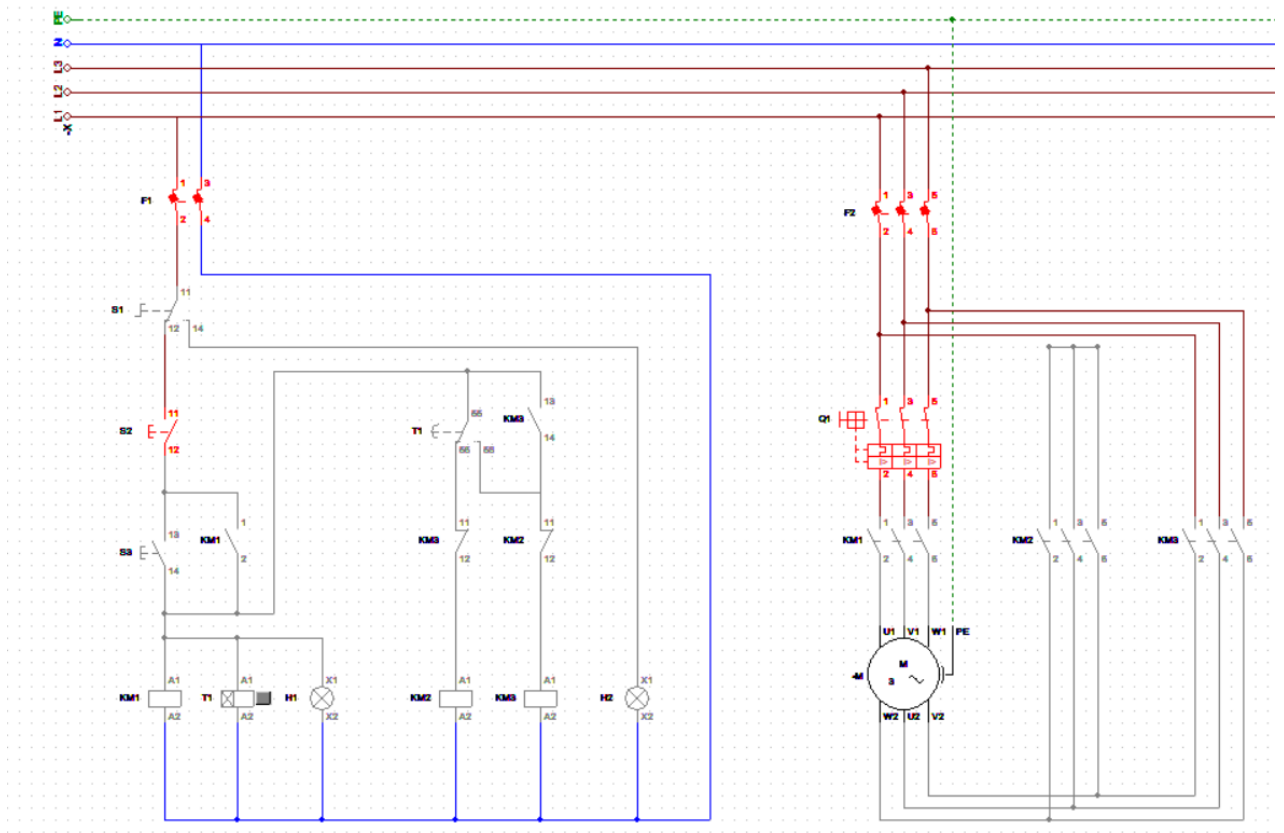 PE
N
L3
L2
L1
-X
1 3
F1
2 4
1 3 5
F2
2 4 6
11
S1
12 14
11
S2
12
55
T1
56 58
13
KM3
14
1 3 5
Q1
2 4 6
13
S3
14
1
KM1
2
11
KM3
12
11
KM2
12
1 3 5
KM1
2 4 6
1 3 5
KM2
2 4 6
1 3 5
KM3
2 4 6
U1 V1 W1 PE
M
-M
3
W2 U2 V2
A1 A1 X1 A1 A1 X1
KM1 T1 H1 KM2 KM3 H2
A2 A2 X2 A2 A2 X2